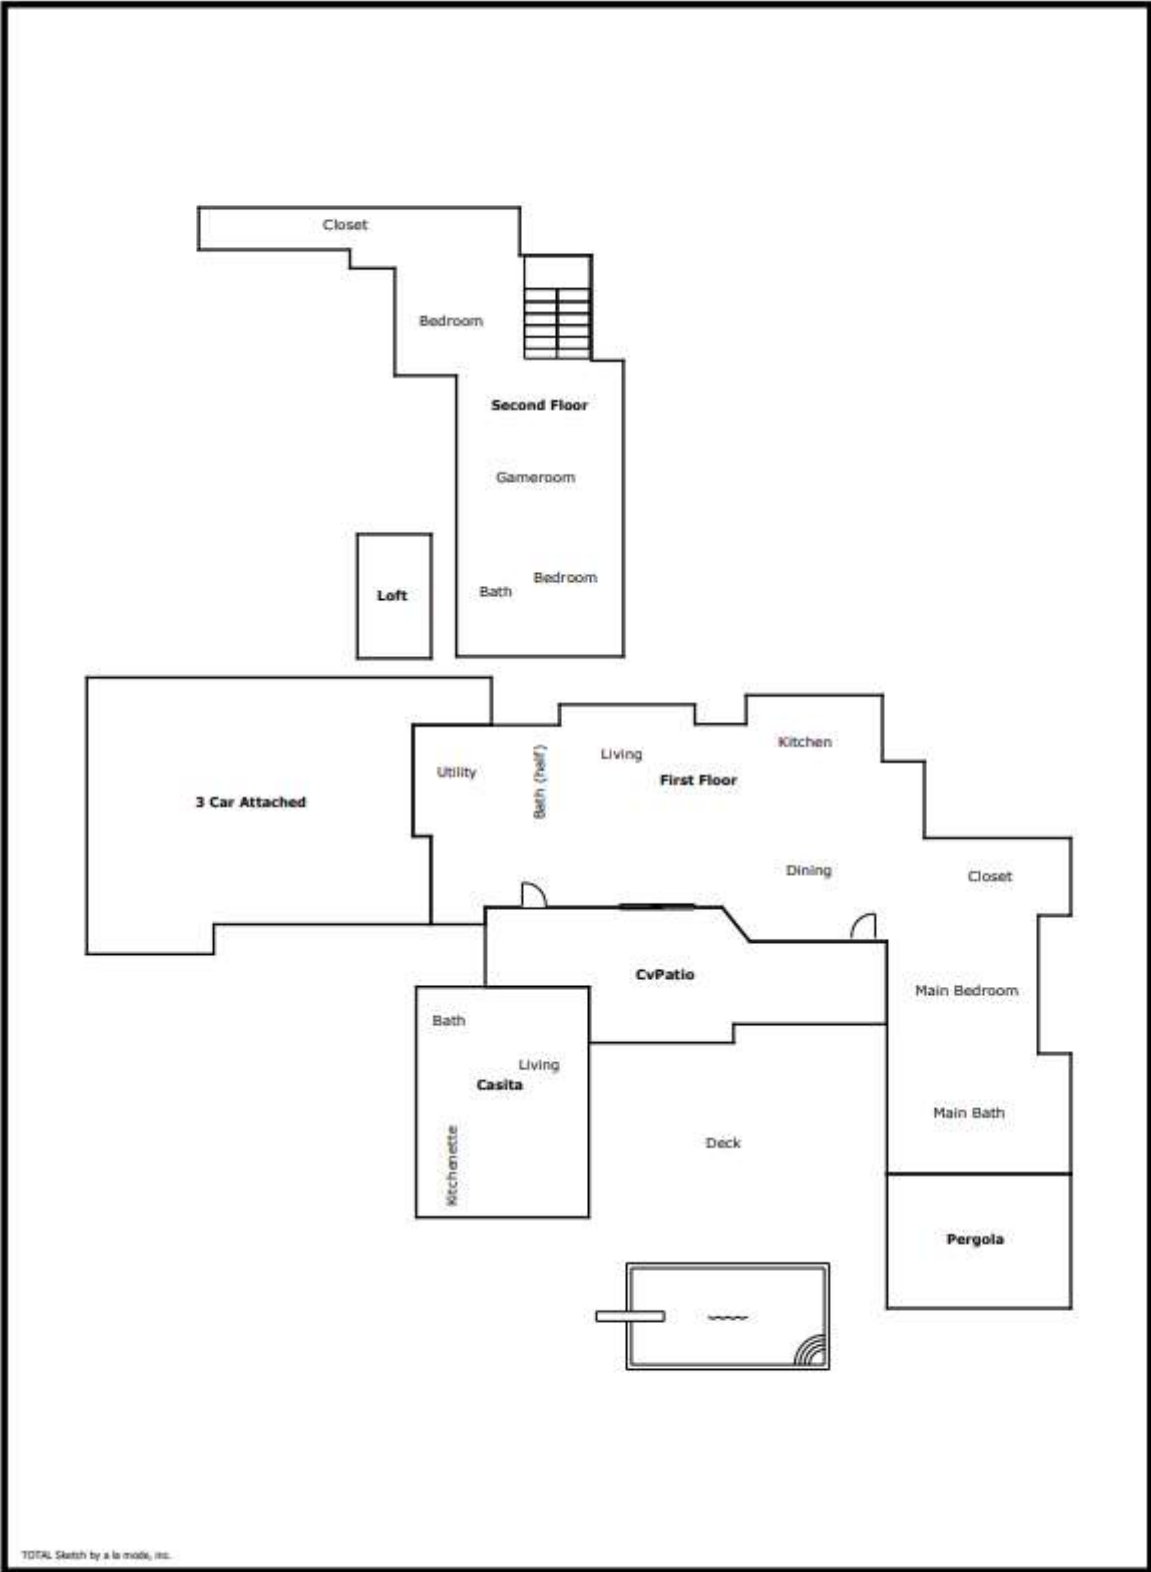 Closet
Bedroom
Second Floor
Gameroom
Bedroom
Bath
Loft
Kitchen
Living
Utility
Bath (half)
First Floor
3 Car Attached
Dining
Closet
CvPatio
Main Bedroom
Bath
Living
Casita
Main Bath
Deck
Kitchenette
Pergola
TOTAL Sketch by a la mode, inc.